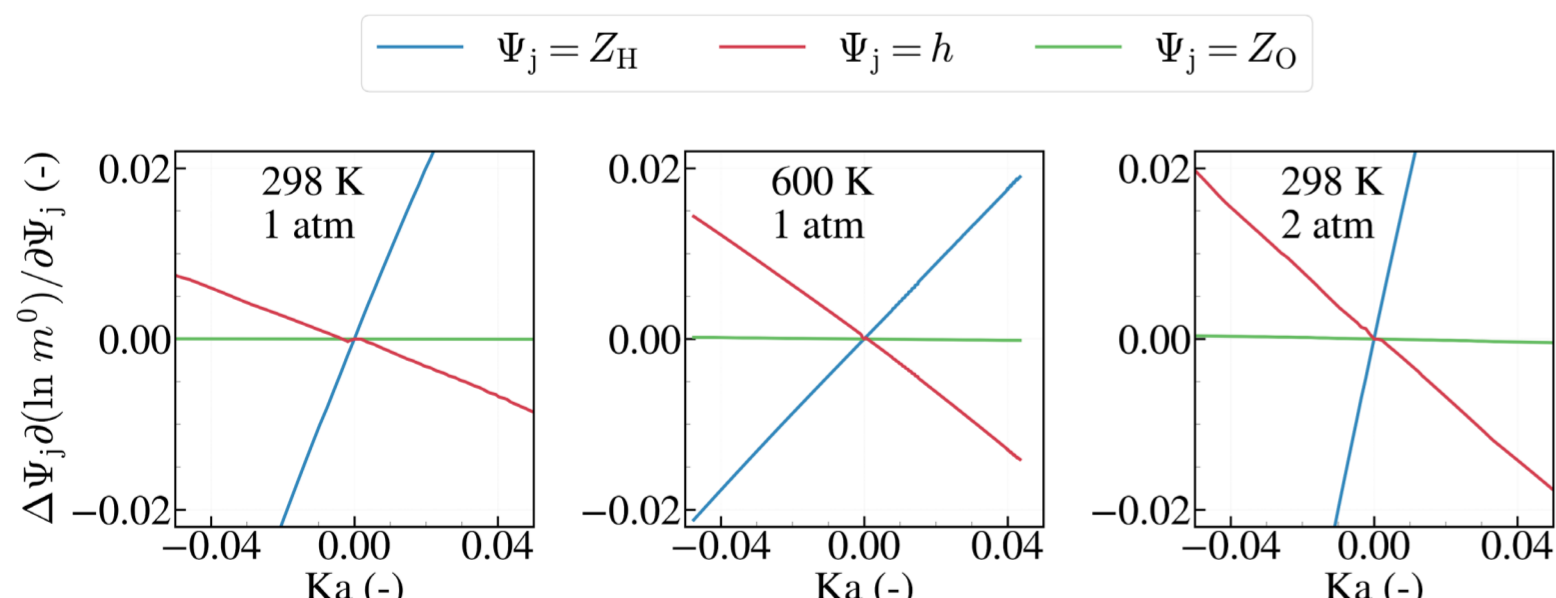 Ψj = ZH Ψj = h Ψj = ZO
ΔΨj∂(ln m⁰)/∂Ψj (-)
0.02
0.00
−0.02
298 K
1 atm
−0.04 0.00 0.04
Ka (-)
0.02
0.00
−0.02
600 K
1 atm
−0.04 0.00 0.04
Ka (-)
0.02
0.00
−0.02
298 K
2 atm
−0.04 0.00 0.04
Ka (-)